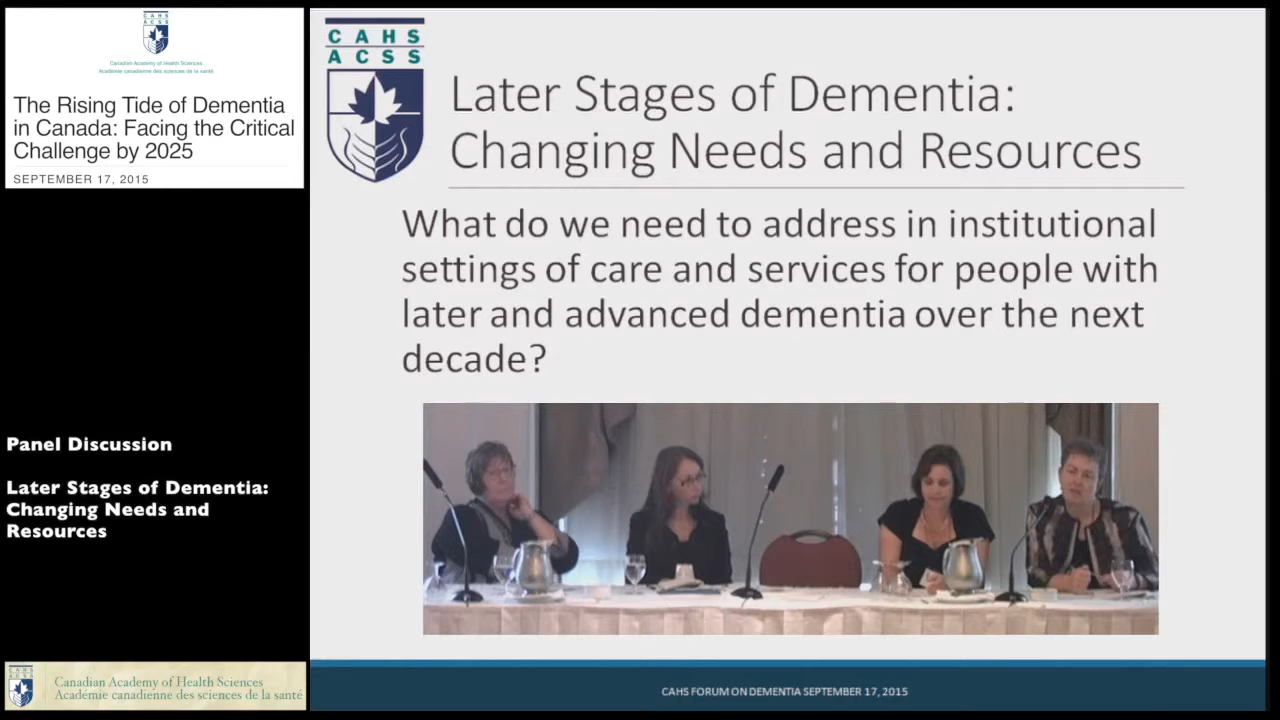 CAHS
ACSS
Canadian Academy of Health Sciences
Académie canadienne des sciences de la santé
The Rising Tide of Dementia
in Canada: Facing the Critical
Challenge by 2025
SEPTEMBER 17, 2015
Panel Discussion
Later Stages of Dementia:
Changing Needs and
Resources
CAHS
ACSS
Canadian Academy of Health Sciences
Académie canadienne des sciences de la santé
CAHS
ACSS
Later Stages of Dementia:
Changing Needs and Resources
What do we need to address in institutional
settings of care and services for people with
later and advanced dementia over the next
decade?
CAHS FORUM ON DEMENTIA SEPTEMBER 17, 2015